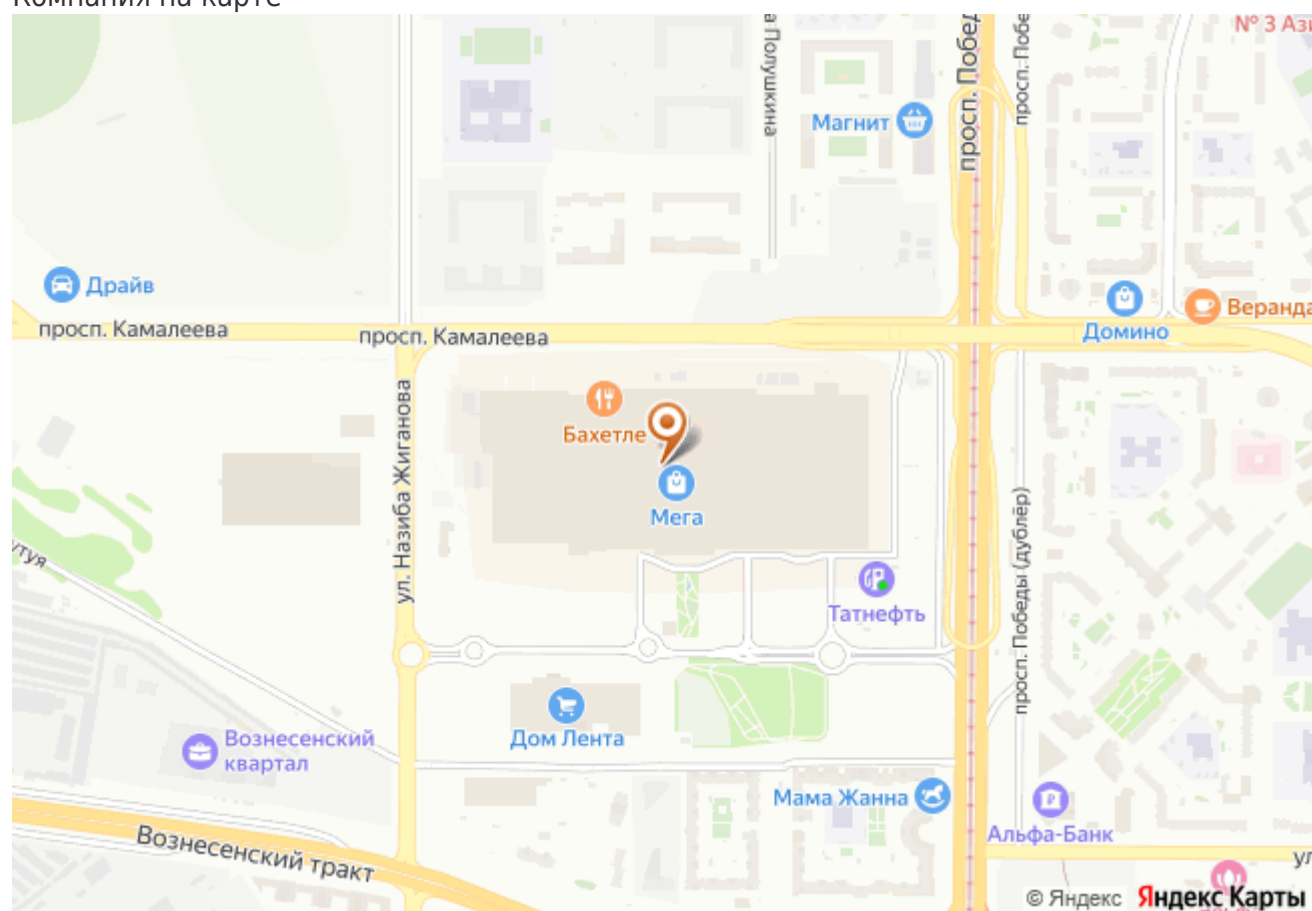 Компания на карте
№ 3 Ази
а Полушкина
просп. Побед
просп. Побе
Магнит
Драйв
Веранда
Домино
просп. Камалеева
просп. Камалеева
ул. Назиба Жиганова
Бахетле
Мега
утуя
Татнефть
просп. Победы (дублёр)
Дом Лента
Вознесенский
квартал
Мама Жанна
Альфа-Банк
Вознесенский тракт
ул
© Яндекс Яндекс Карты